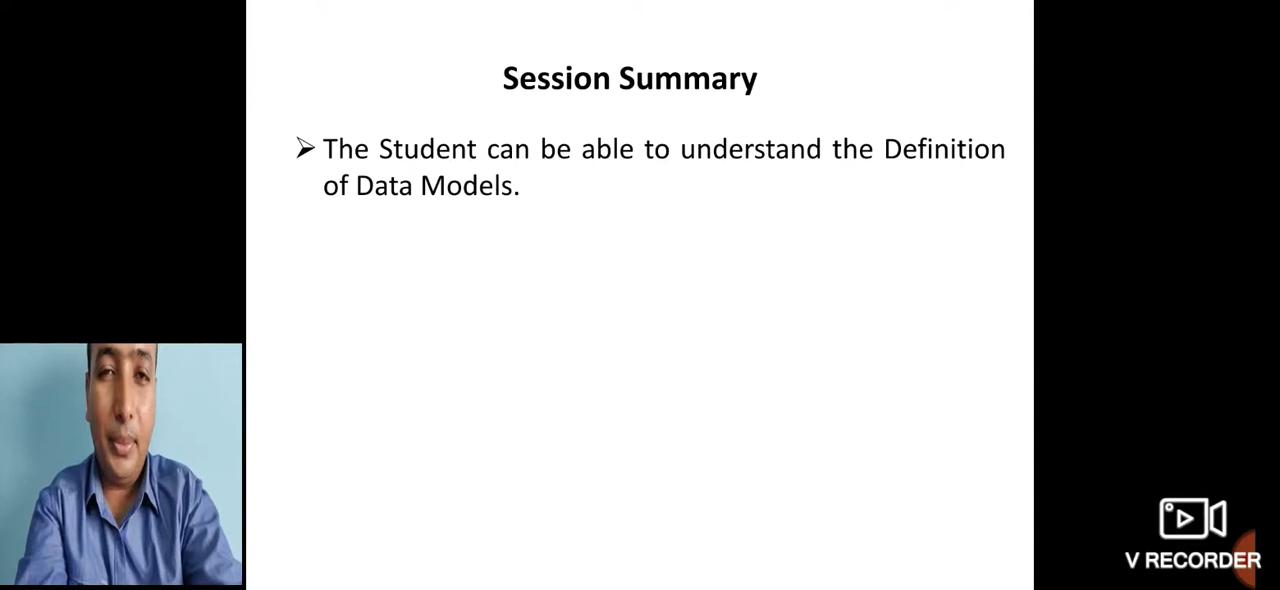 Session Summary
➢ The Student can be able to understand the Definition
of Data Models.
V RECORDER